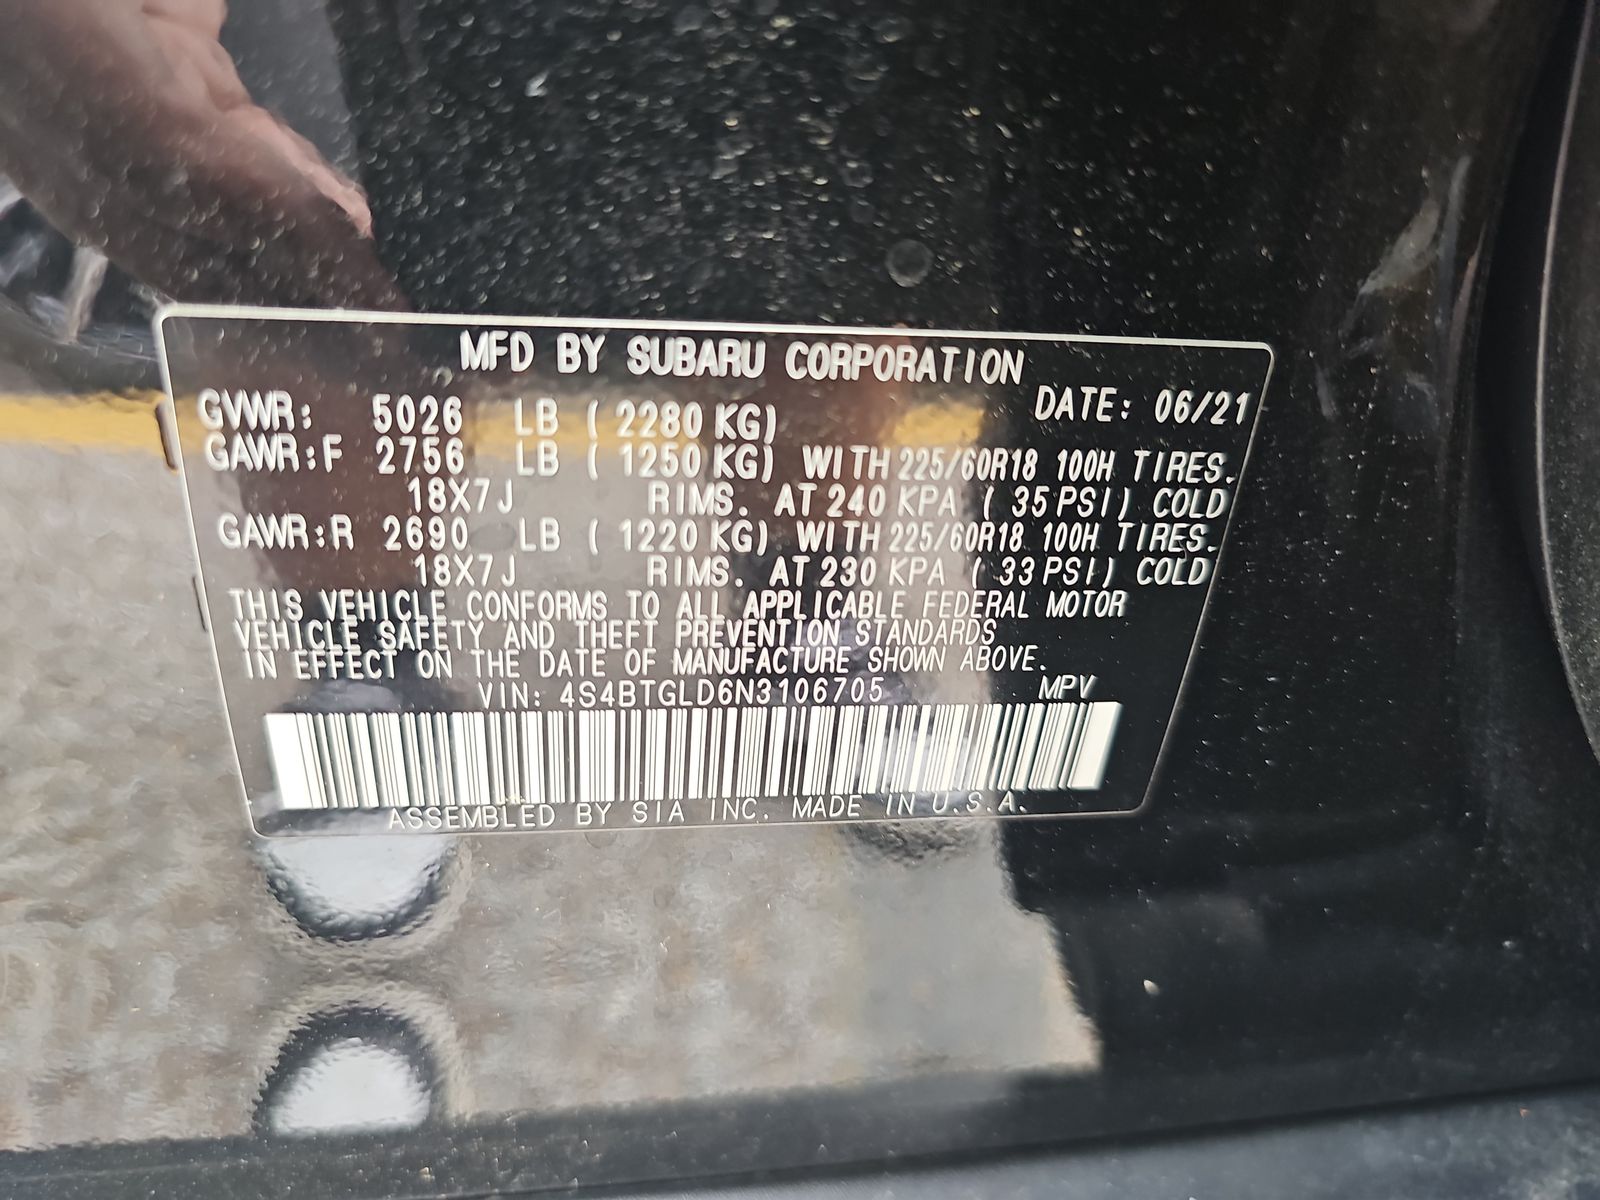 MFD BY SUBARU CORPORATION
DATE: 06/21
GVWR: 5026 LB ( 2280 KG)
GAWR:F 2756 LB ( 1250 KG) WITH 225/60R18 100H TIRES.
18X7J RIMS. AT 240 KPA ( 35 PSI) COLD
GAWR:R 2690 LB ( 1220 KG) WITH 225/60R18 100H TIRES.
18X7J RIMS. AT 230 KPA ( 33 PSI) COLD
THIS VEHICLE CONFORMS TO ALL APPLICABLE FEDERAL MOTOR
VEHICLE SAFETY AND THEFT PREVENTION STANDARDS
IN EFFECT ON THE DATE OF MANUFACTURE SHOWN ABOVE.
VIN: 4S4BTGLD6N3106705 MPV
ASSEMBLED BY SIA INC. MADE IN U.S.A.